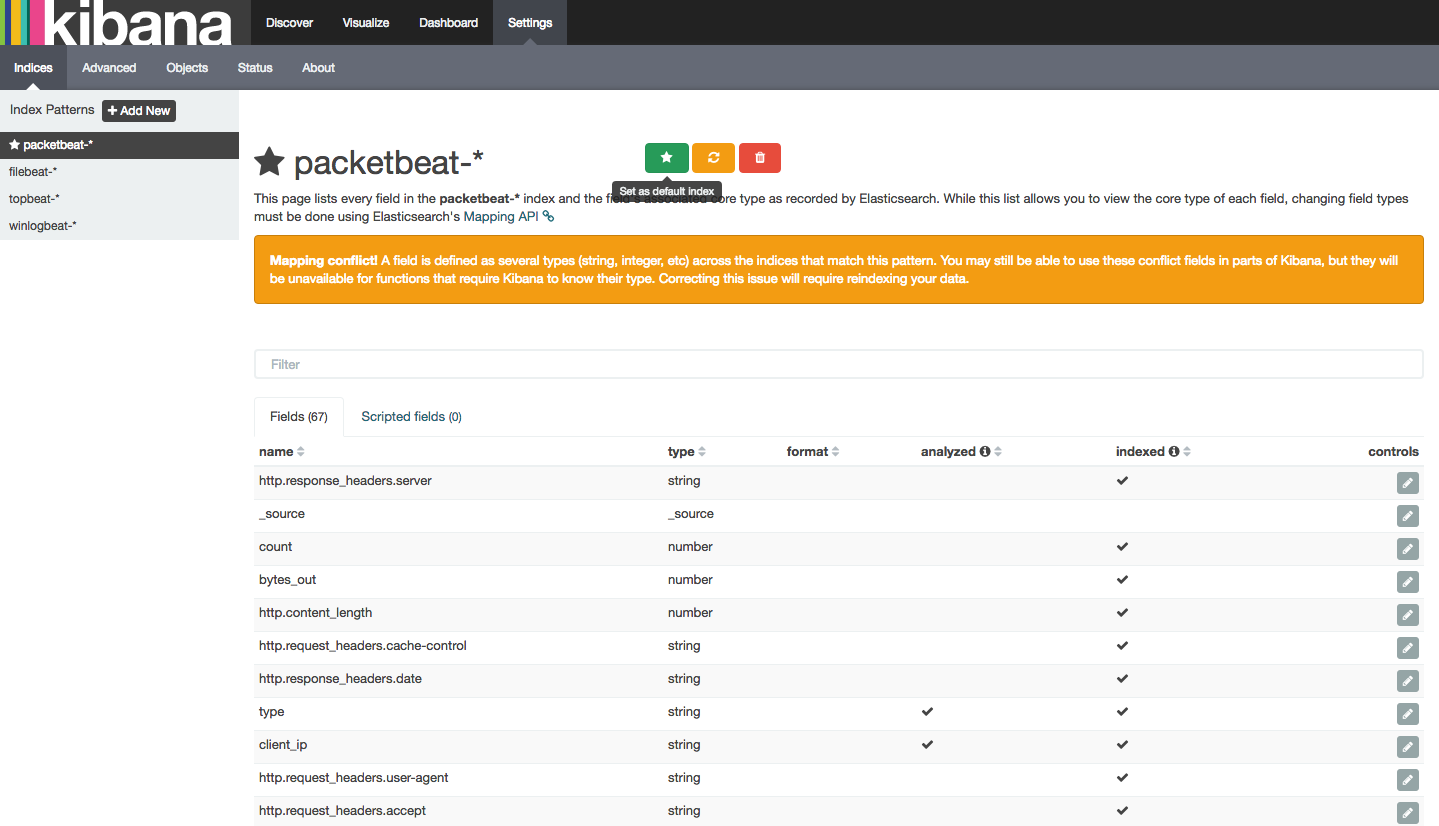 kibana
Discover Visualize Dashboard Settings
Indices Advanced Objects Status About
Index Patterns Add New
packetbeat-*
filebeat-*
topbeat-*
winlogbeat-*
packetbeat-*
Set as default index
This page lists every field in the packetbeat-* index and the field's associated core type as recorded by Elasticsearch. While this list allows you to view the core type of each field, changing field types
must be done using Elasticsearch's Mapping API
Mapping conflict! A field is defined as several types (string, integer, etc) across the indices that match this pattern. You may still be able to use these conflict fields in parts of Kibana, but they will
be unavailable for functions that require Kibana to know their type. Correcting this issue will require reindexing your data.
Filter
Fields (67) Scripted fields (0)
name type format analyzed indexed controls
http.response_headers.server string
_source _source
count number
bytes_out number
http.content_length number
http.request_headers.cache-control string
http.response_headers.date string
type string
client_ip string
http.request_headers.user-agent string
http.request_headers.accept string